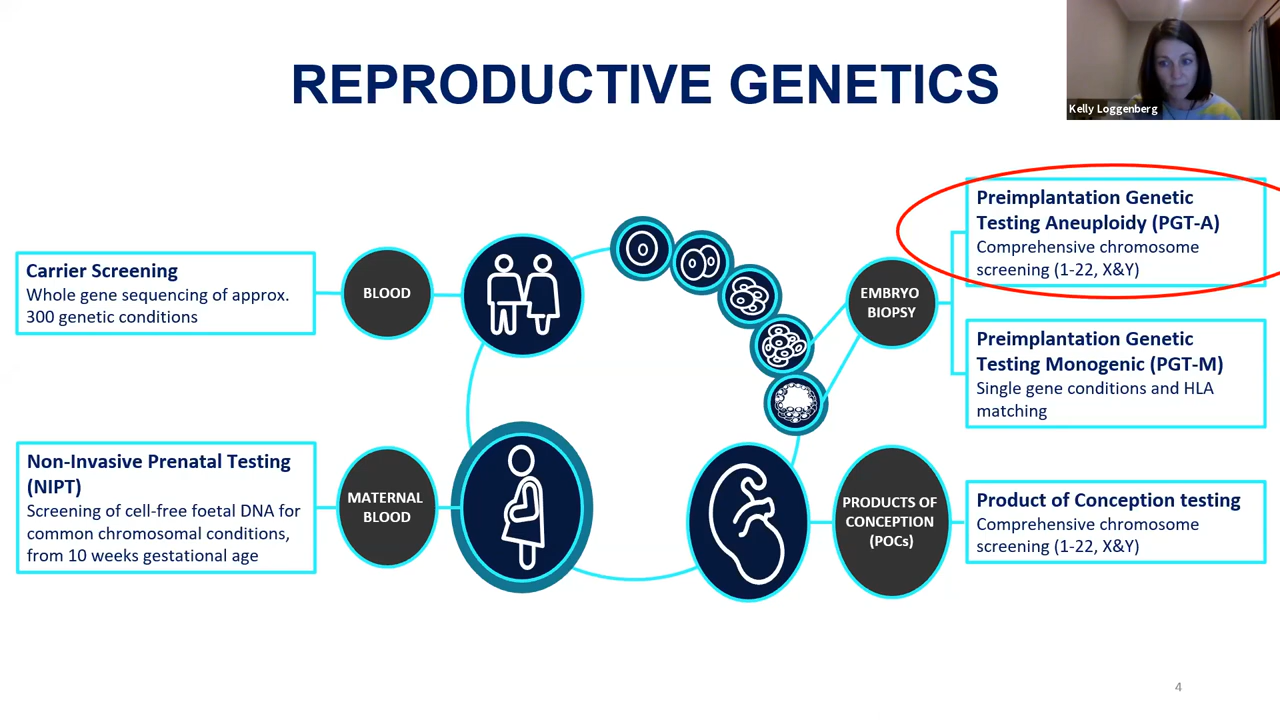 REPRODUCTIVE GENETICS
Kelly Loggenberg
Carrier Screening
Whole gene sequencing of approx.
300 genetic conditions
BLOOD
EMBRYO
BIOPSY
Preimplantation Genetic
Testing Aneuploidy (PGT-A)
Comprehensive chromosome
screening (1-22, X&Y)
Preimplantation Genetic
Testing Monogenic (PGT-M)
Single gene conditions and HLA
matching
Non-Invasive Prenatal Testing
(NIPT)
Screening of cell-free foetal DNA for
common chromosomal conditions,
from 10 weeks gestational age
MATERNAL
BLOOD
PRODUCTS OF
CONCEPTION
(POCs)
Product of Conception testing
Comprehensive chromosome
screening (1-22, X&Y)
4